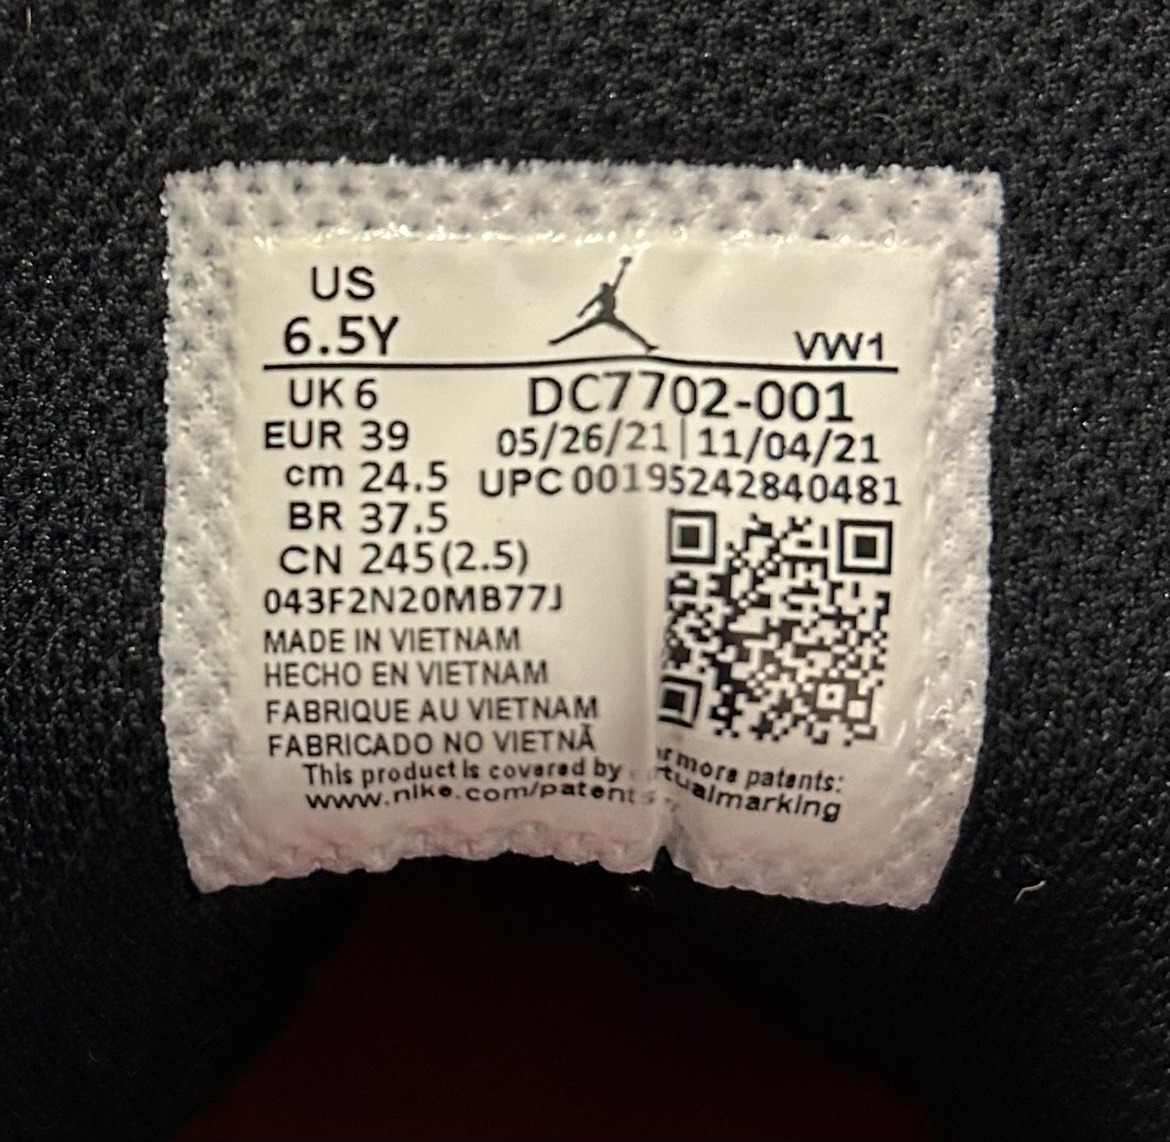 US
6.5Y
VW1
UK 6
DC7702-001
EUR 39
05/26/21 | 11/04/21
cm 24.5
UPC 00195242840481
BR 37.5
CN 245(2.5)
043F2N20MB77J
MADE IN VIETNAM
HECHO EN VIETNAM
FABRIQUE AU VIETNAM
FABRICADO NO VIETNÃ
This product is covered by more patents:
www.nike.com/patents